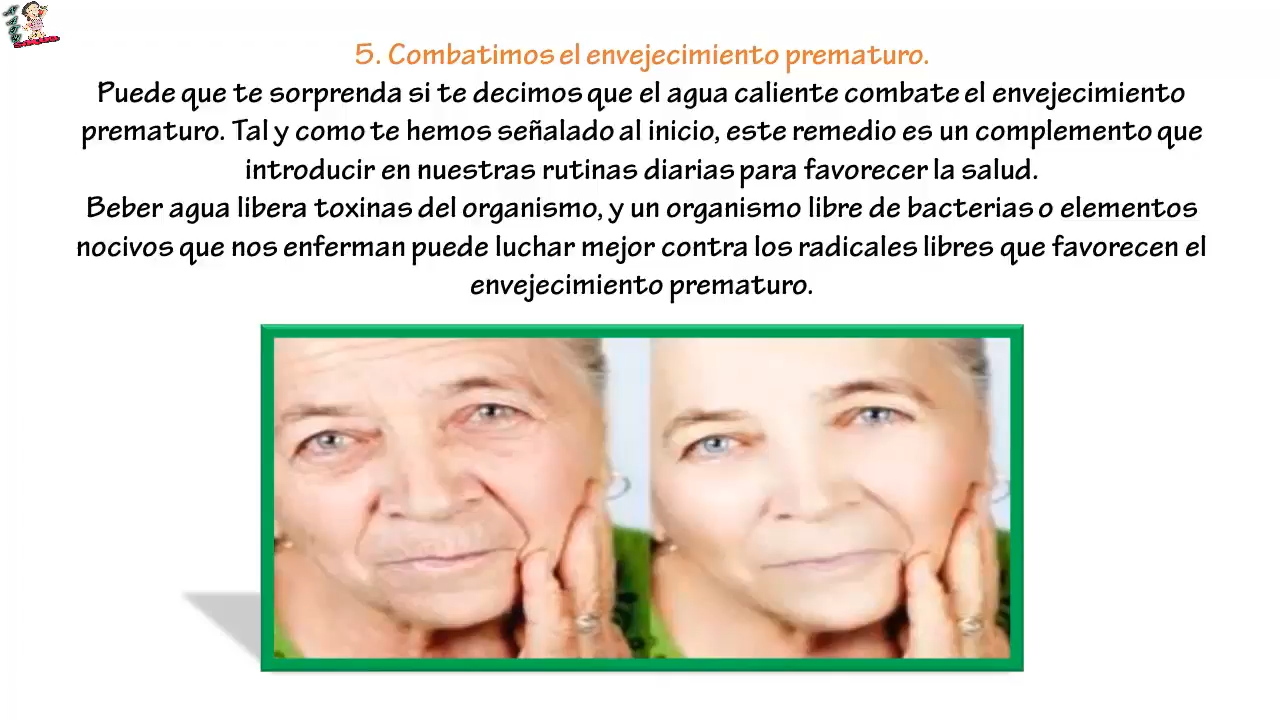 5. Combatimos el envejecimiento prematuro.
Puede que te sorprenda si te decimos que el agua caliente combate el envejecimiento
prematuro. Tal y como te hemos señalado al inicio, este remedio es un complemento que
introducir en nuestras rutinas diarias para favorecer la salud.
Beber agua libera toxinas del organismo, y un organismo libre de bacterias o elementos
nocivos que nos enferman puede luchar mejor contra los radicales libres que favorecen el
envejecimiento prematuro.